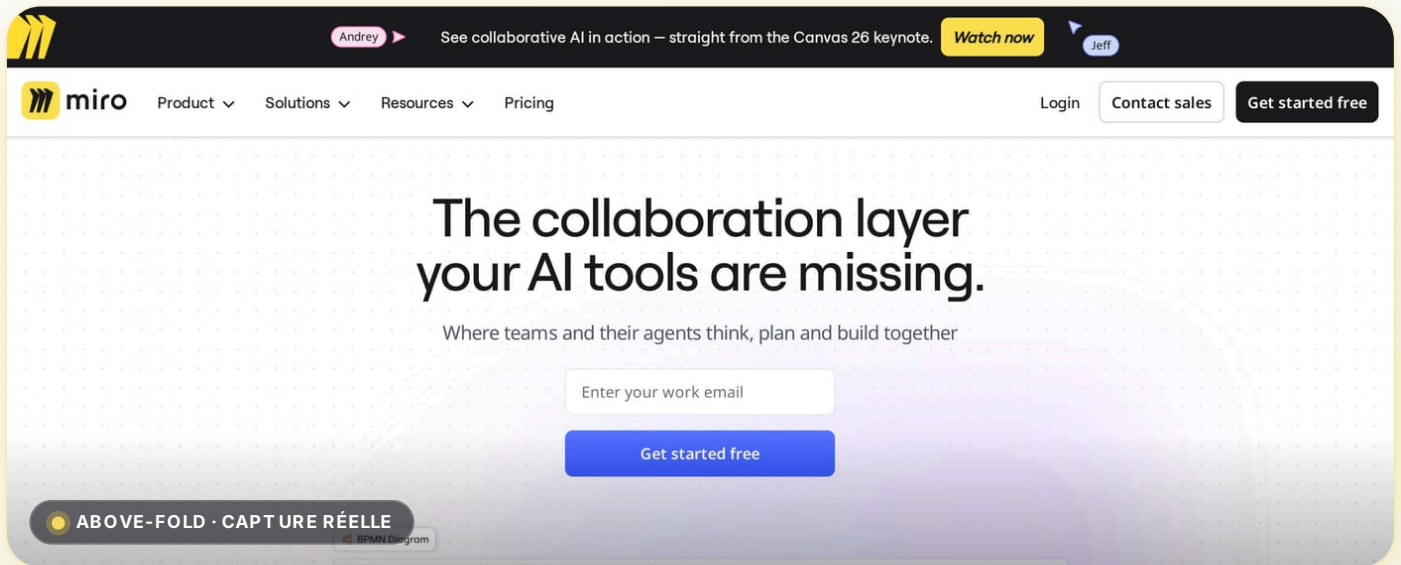 Andrey
See collaborative AI in action — straight from the Canvas 26 keynote.
Watch now
Jeff
miro
Product
Solutions
Resources
Pricing
Login
Contact sales
Get started free
The collaboration layer
your AI tools are missing.
Where teams and their agents think, plan and build together
Enter your work email
Get started free
ABOVE-FOLD · CAPTURE RÉELLE
BPMN Diagram